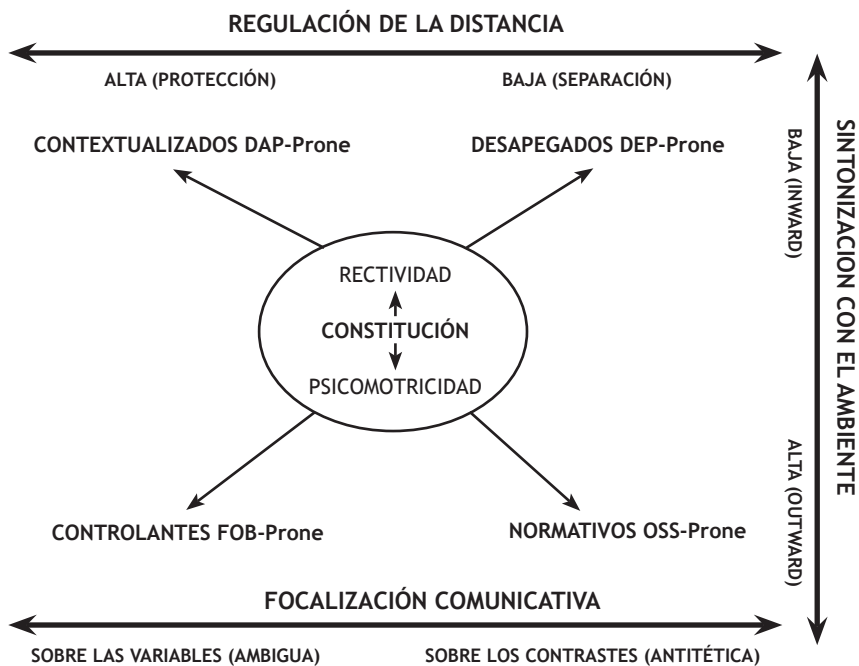 REGULACIÓN DE LA DISTANCIA
ALTA (PROTECCIÓN)
BAJA (SEPARACIÓN)
CONTEXTUALIZADOS DAP-Prone
DESAPEGADOS DEP-Prone
RECTIVIDAD
CONSTITUCIÓN
PSICOMOTRICIDAD
CONTROLANTES FOB-Prone
NORMATIVOS OSS-Prone
BAJA (INWARD)
ALTA (OUTWARD)
SINTONIZACION CON EL AMBIENTE
FOCALIZACIÓN COMUNICATIVA
SOBRE LAS VARIABLES (AMBIGUA)
SOBRE LOS CONTRASTES (ANTITÉTICA)